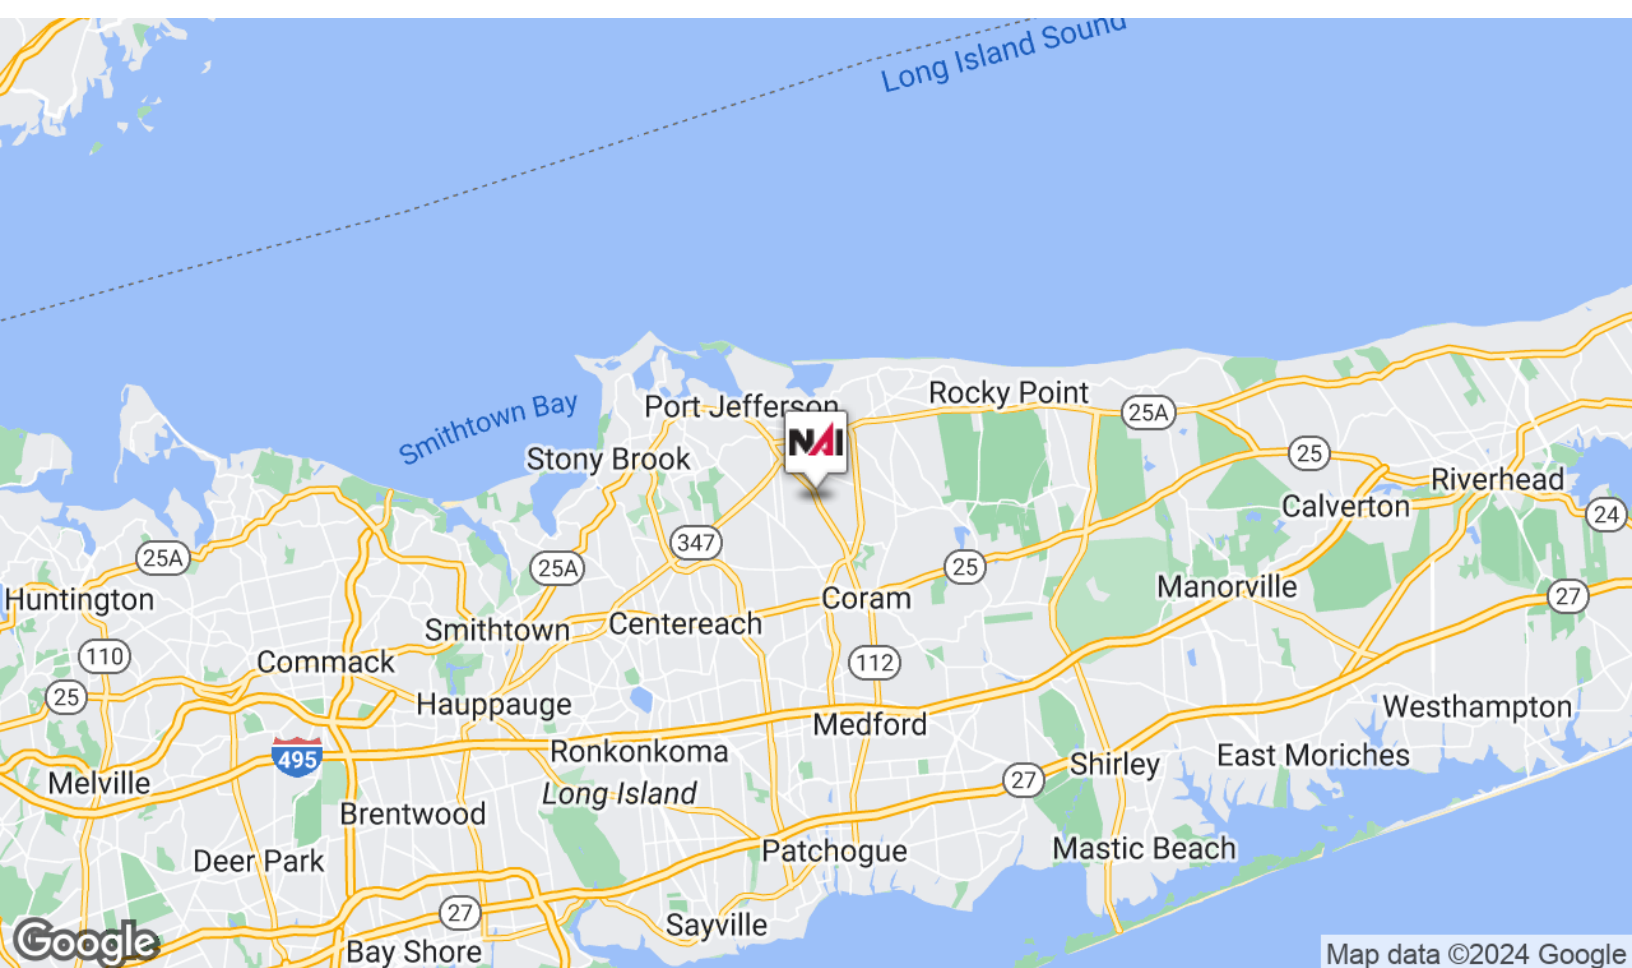 Long Island Sound
Rocky Point
Port Jefferson
25A
Smithtown Bay
NAI
Stony Brook
25
Riverhead
Calverton
24
347
25A
25A
25
Manorville
Huntington
27
Coram
Centereach
Smithtown
110
Commack
112
25
Hauppauge
Westhampton
Medford
Ronkonkoma
East Moriches
495
Shirley
Melville
27
Long Island
Brentwood
Patchogue
Mastic Beach
Deer Park
27
Sayville
Google
Bay Shore
Map data ©2024 Google